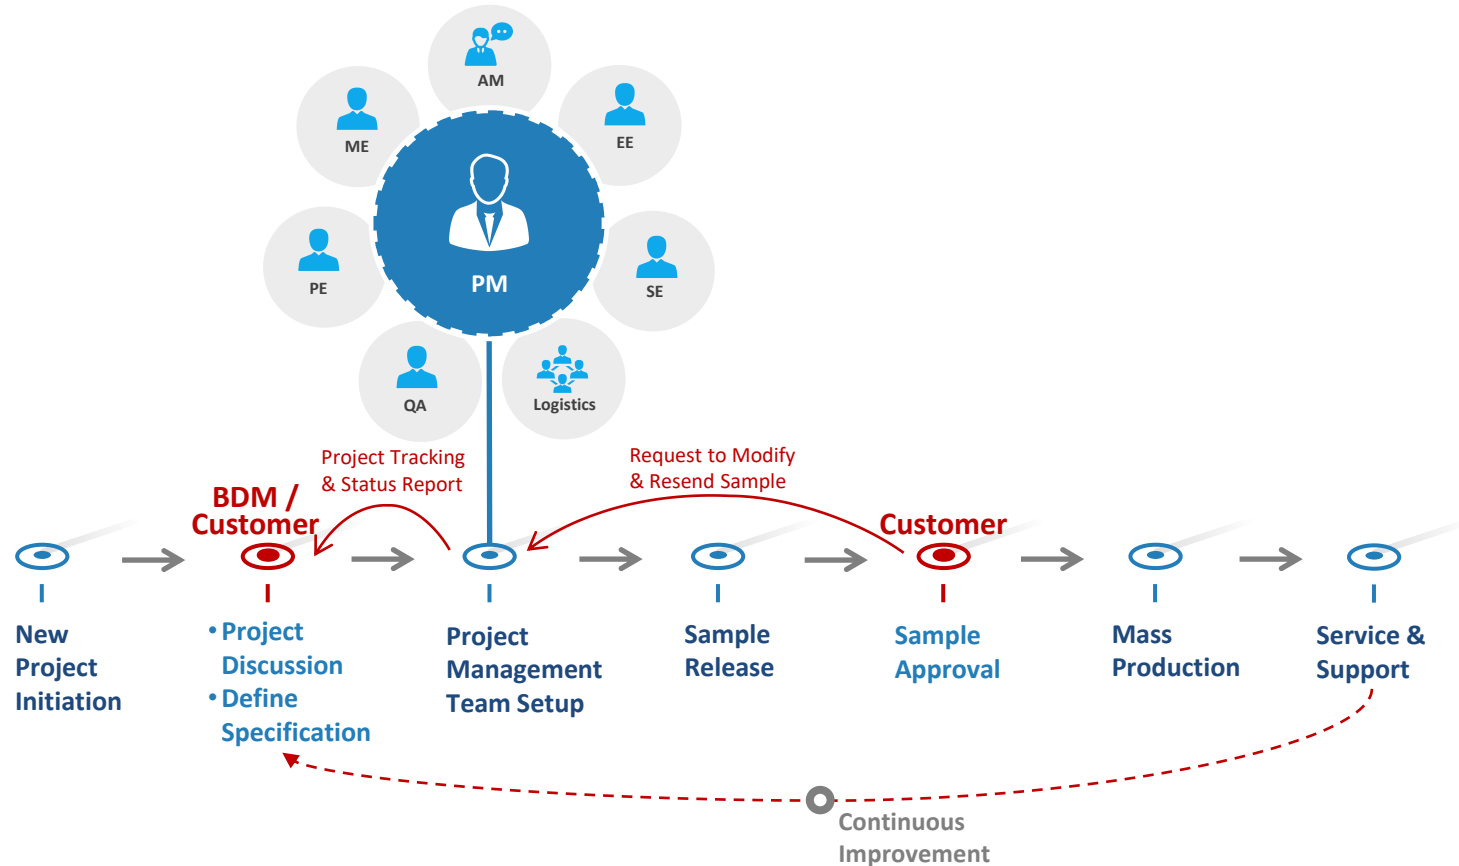 AM
ME
EE
PM
PE
SE
QA
Logistics
Project Tracking
& Status Report
Request to Modify
& Resend Sample
BDM /
Customer
Customer
New
Project
Initiation
• Project
Discussion
• Define
Specification
Project
Management
Team Setup
Sample
Release
Sample
Approval
Mass
Production
Service &
Support
Continuous
Improvement